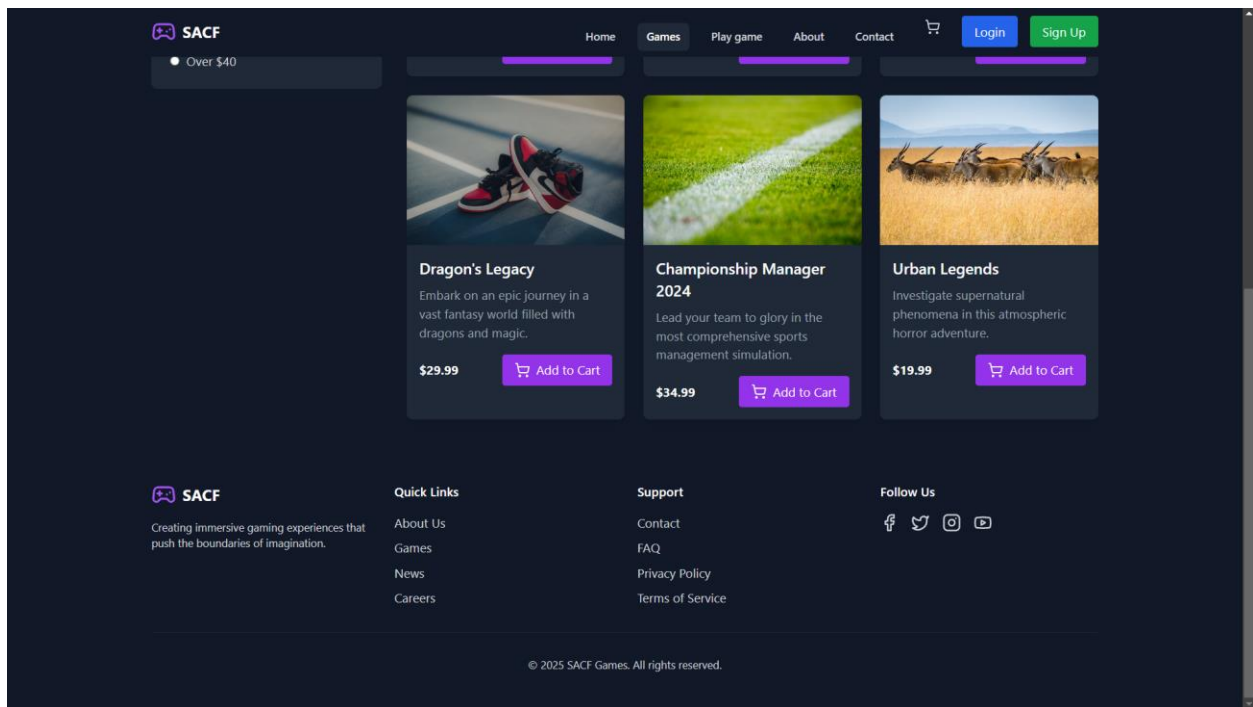 SACF
Home Games Play game About Contact Login Sign Up
Over $40
Dragon's Legacy
Embark on an epic journey in a
vast fantasy world filled with
dragons and magic.
$29.99 Add to Cart
Championship Manager
2024
Lead your team to glory in the
most comprehensive sports
management simulation.
$34.99 Add to Cart
Urban Legends
Investigate supernatural
phenomena in this atmospheric
horror adventure.
$19.99 Add to Cart
SACF
Creating immersive gaming experiences that
push the boundaries of imagination.
Quick Links
About Us
Games
News
Careers
Support
Contact
FAQ
Privacy Policy
Terms of Service
Follow Us
© 2025 SACF Games. All rights reserved.